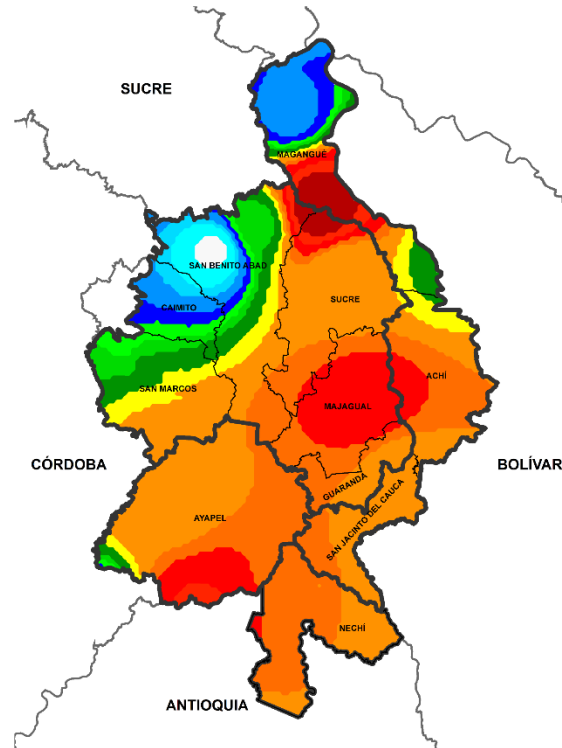 SUCRE
MAGANGUÉ
SAN BENITO ABAD
CAIMITO
SUCRE
ACHÍ
SAN MARCOS
MAJAGUAL
CÓRDOBA
BOLÍVAR
GUARANDA
AYAPEL
SAN JACINTO DEL CAUCA
NECHÍ
ANTIOQUIA